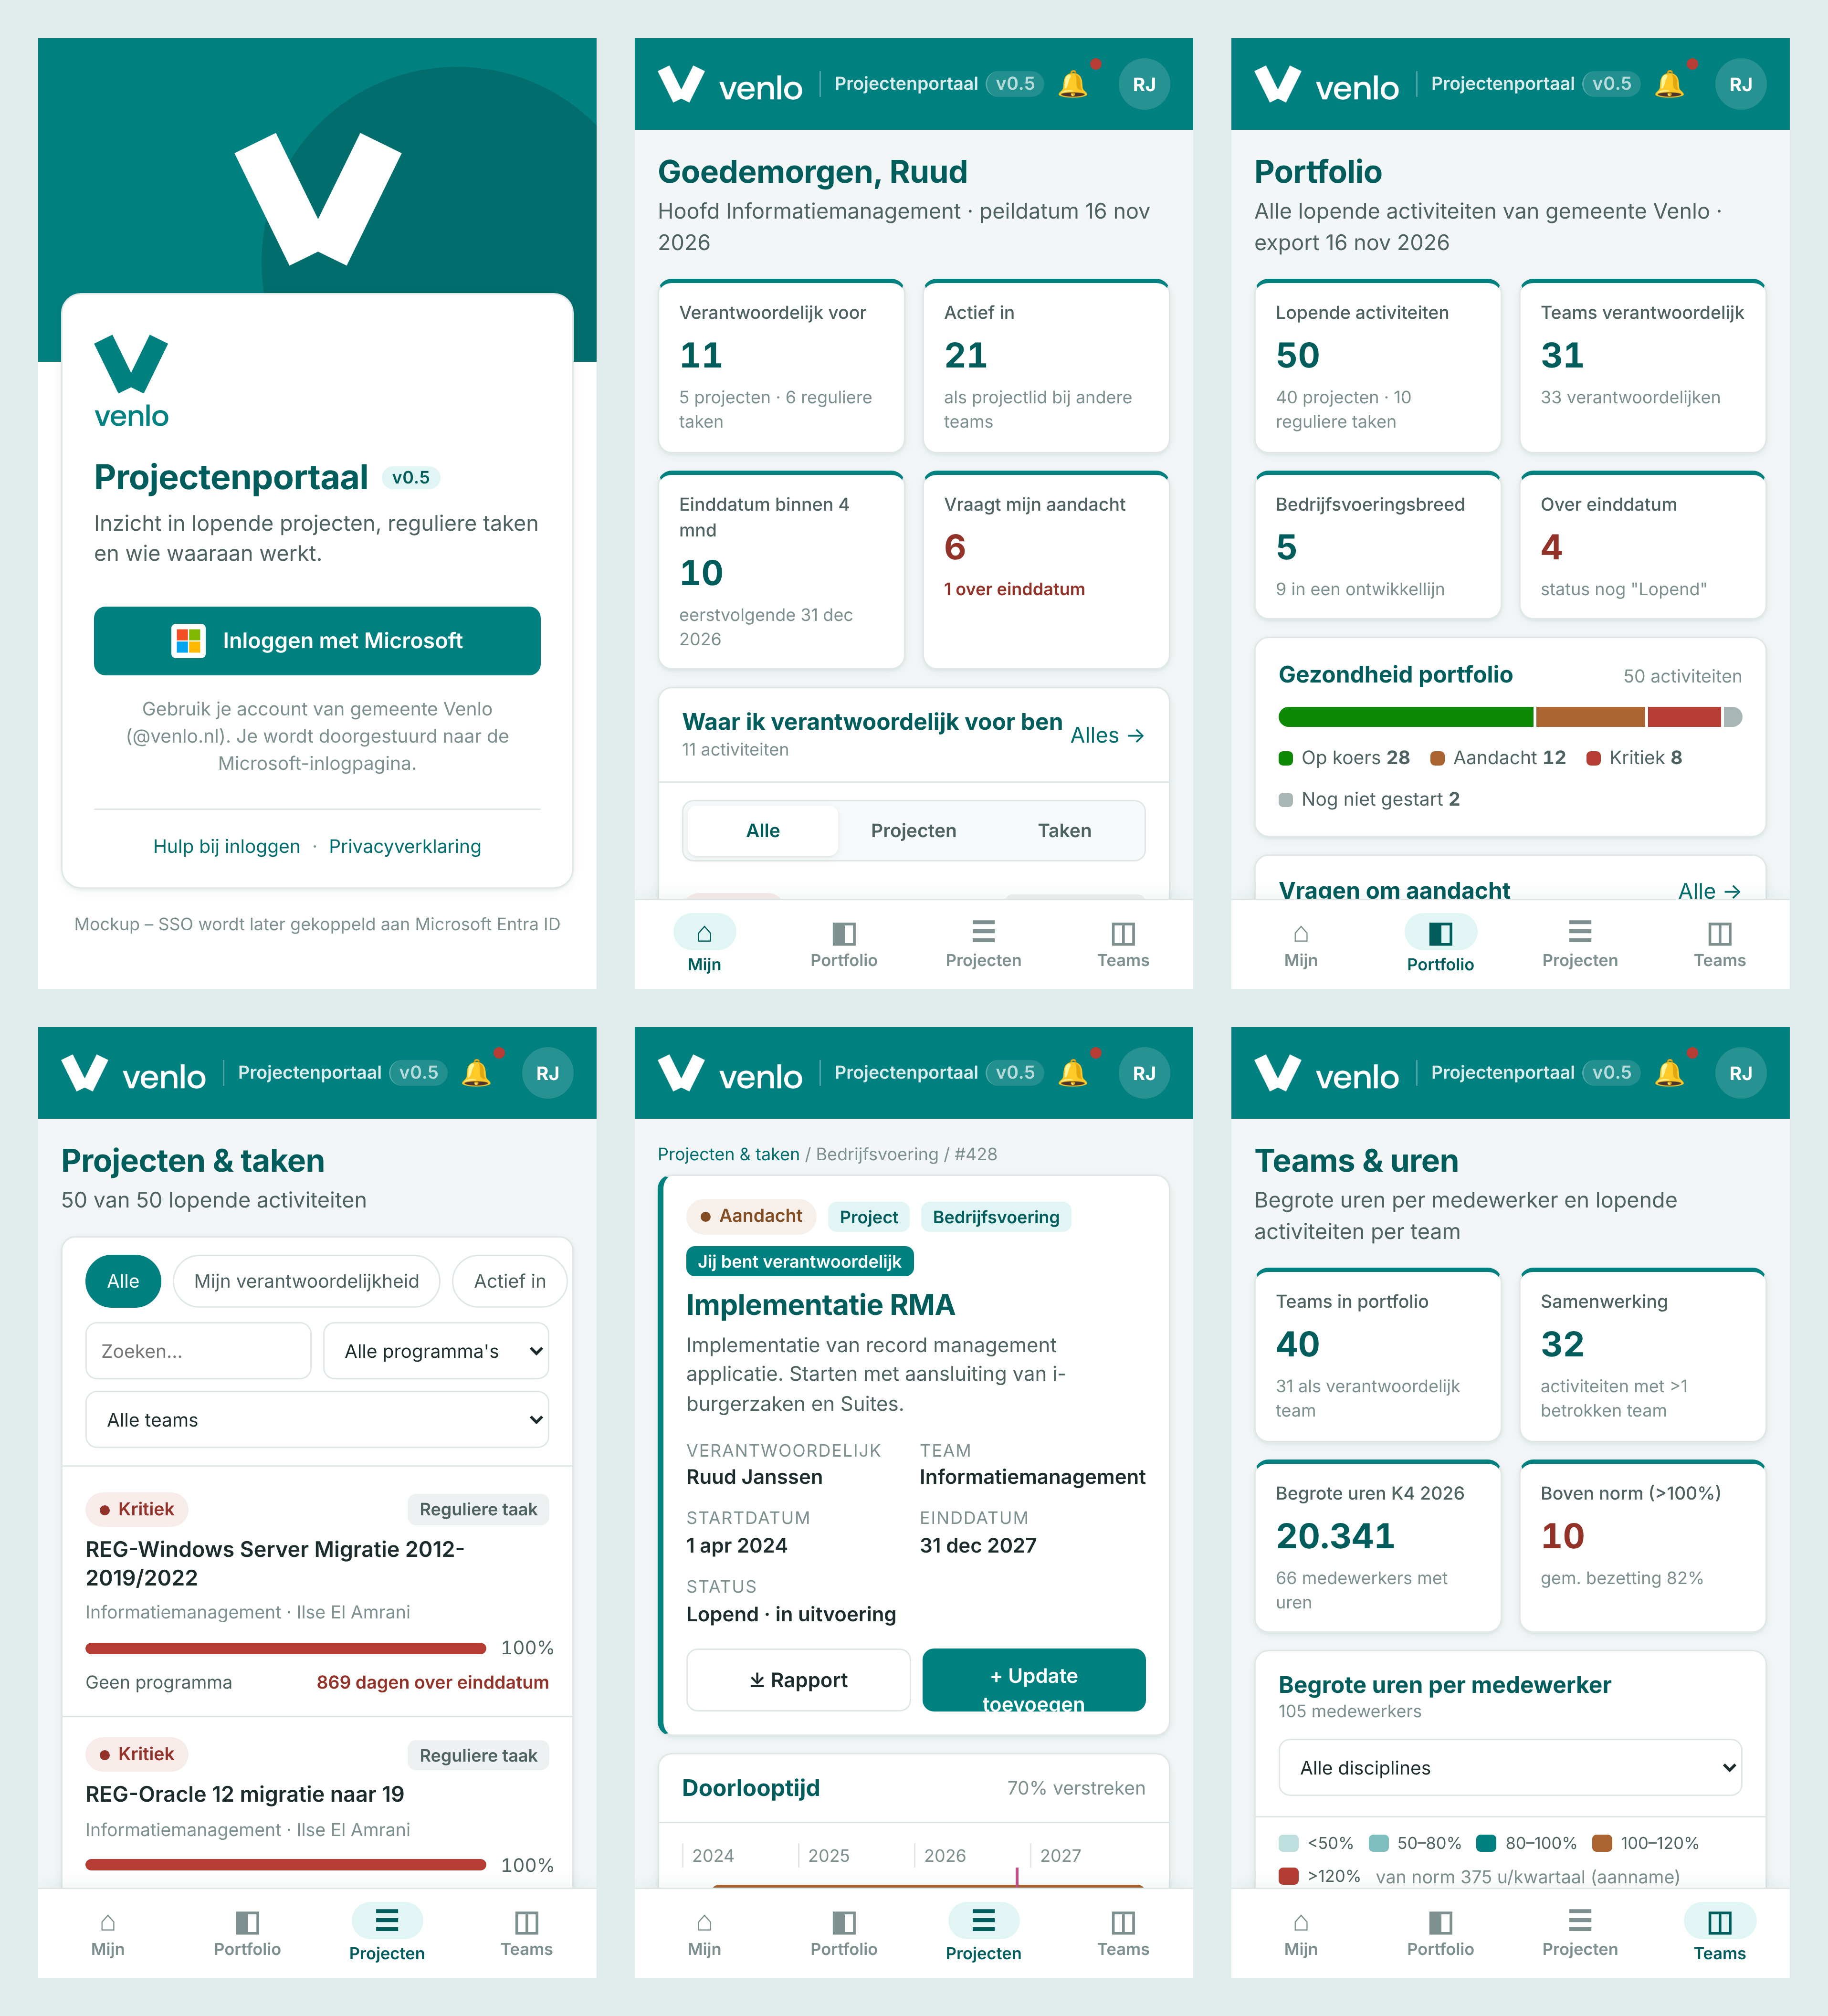 venlo
Projectenportaal v0.5
Inzicht in lopende projecten, reguliere taken
en wie waaraan werkt.
Inloggen met Microsoft
Gebruik je account van gemeente Venlo
(@venlo.nl). Je wordt doorgestuurd naar de
Microsoft-inlogpagina.
Hulp bij inloggen · Privacyverklaring
Mockup – SSO wordt later gekoppeld aan Microsoft Entra ID
venlo Projectenportaal v0.5 RJ
Goedemorgen, Ruud
Hoofd Informatiemanagement · peildatum 16 nov
2026
Verantwoordelijk voor
11
5 projecten · 6 reguliere
taken
Actief in
21
als projectlid bij andere
teams
Einddatum binnen 4
mnd
10
eerstvolgende 31 dec
2026
Vraagt mijn aandacht
6
1 over einddatum
Waar ik verantwoordelijk voor ben
11 activiteiten
Alles →
Alle Projecten Taken
Mijn Portfolio Projecten Teams
venlo Projectenportaal v0.5 RJ
Portfolio
Alle lopende activiteiten van gemeente Venlo ·
export 16 nov 2026
Lopende activiteiten
50
40 projecten · 10
reguliere taken
Teams verantwoordelijk
31
33 verantwoordelijken
Bedrijfsvoeringsbreed
5
9 in een ontwikkellijn
Over einddatum
4
status nog "Lopend"
Gezondheid portfolio 50 activiteiten
Op koers 28 Aandacht 12 Kritiek 8
Nog niet gestart 2
Vragen om aandacht Alle →
Mijn Portfolio Projecten Teams
venlo Projectenportaal v0.5 RJ
Projecten & taken
50 van 50 lopende activiteiten
Alle Mijn verantwoordelijkheid Actief in
Zoeken... Alle programma's
Alle teams
Kritiek Reguliere taak
REG-Windows Server Migratie 2012-
2019/2022
Informatiemanagement · Ilse El Amrani
100%
Geen programma 869 dagen over einddatum
Kritiek Reguliere taak
REG-Oracle 12 migratie naar 19
Informatiemanagement · Ilse El Amrani
100%
Mijn Portfolio Projecten Teams
venlo Projectenportaal v0.5 RJ
Projecten & taken / Bedrijfsvoering / #428
Aandacht Project Bedrijfsvoering
Jij bent verantwoordelijk
Implementatie RMA
Implementatie van record management
applicatie. Starten met aansluiting van i-
burgerzaken en Suites.
VERANTWOORDELIJK TEAM
Ruud Janssen Informatiemanagement
STARTDATUM EINDDATUM
1 apr 2024 31 dec 2027
STATUS
Lopend · in uitvoering
Rapport
+ Update
toevoegen
Doorlooptijd 70% verstreken
2024 2025 2026 2027
Mijn Portfolio Projecten Teams
venlo Projectenportaal v0.5 RJ
Teams & uren
Begrote uren per medewerker en lopende
activiteiten per team
Teams in portfolio
40
31 als verantwoordelijk
team
Samenwerking
32
activiteiten met >1
betrokken team
Begrote uren K4 2026
20.341
66 medewerkers met
uren
Boven norm (>100%)
10
gem. bezetting 82%
Begrote uren per medewerker
105 medewerkers
Alle disciplines
<50% 50–80% 80–100% 100–120%
>120% van norm 375 u/kwartaal (aanname)
Mijn Portfolio Projecten Teams